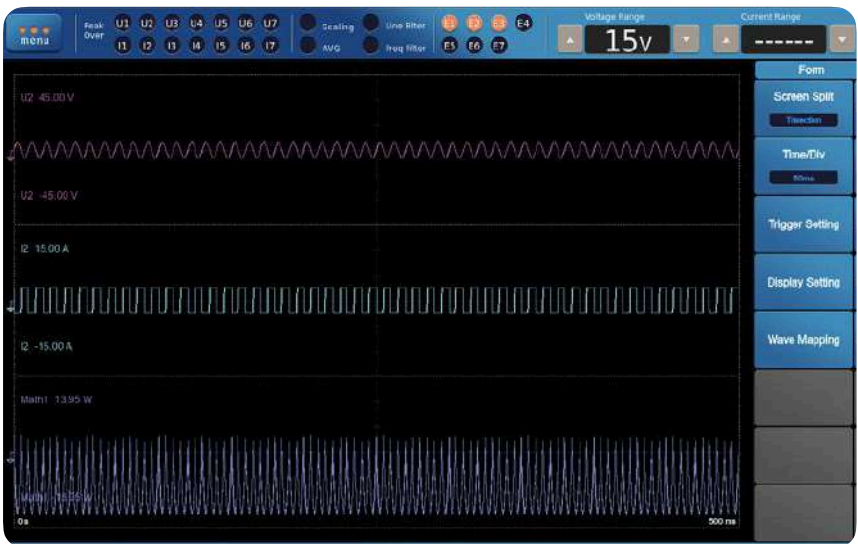 menu
Peak Over
U1 U2 U3 U4 U5 U6 U7
I1 I2 I3 I4 I5 I6 I7
Scaling
AVG
Line filter
freq filter
E1 E2 E3 E4
E5 E6 E7
Voltage Range
15V
Current Range
------
Form
Screen Split
Trisection
Time/Div
50ms
Trigger Setting
Display Setting
Wave Mapping
U2 45.00 V
U2 -45.00 V
I2 15.00 A
I2 -15.00 A
Math1 13.95 W
0 s
500 ms